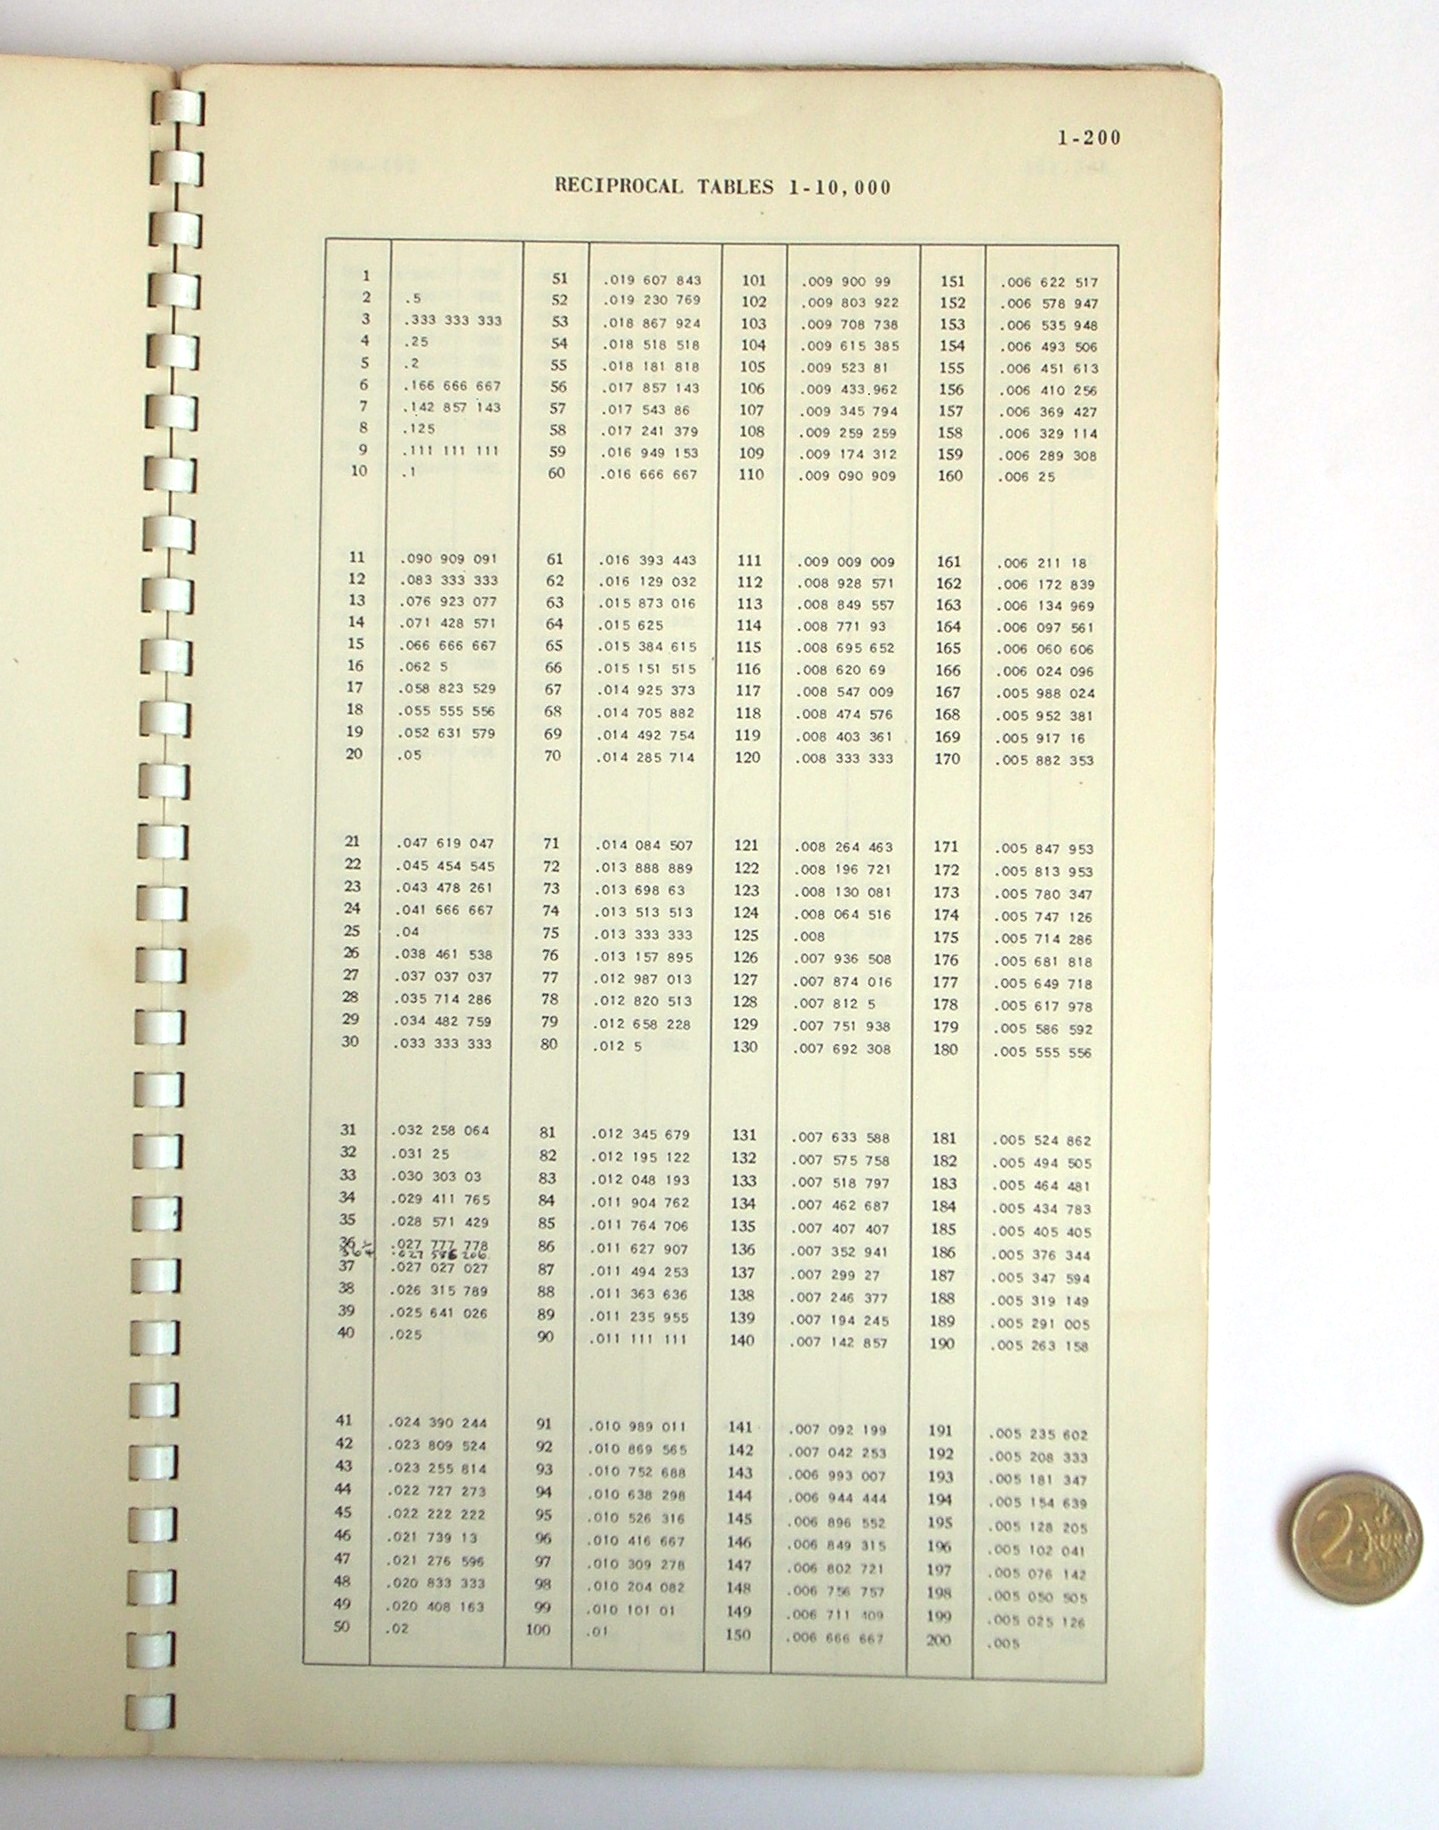 1-200
RECIPROCAL TABLES 1-10,000
1 51 .019 607 843 101 .009 900 99 151 .006 622 517
2 .5 52 .019 230 769 102 .009 803 922 152 .006 578 947
3 .333 333 333 53 .018 867 924 103 .009 708 738 153 .006 535 948
4 .25 54 .018 518 518 104 .009 615 385 154 .006 493 506
5 .2 55 .018 181 818 105 .009 523 81 155 .006 451 613
6 .166 666 667 56 .017 857 143 106 .009 433 962 156 .006 410 256
7 .142 857 143 57 .017 543 86 107 .009 345 794 157 .006 369 427
8 .125 58 .017 241 379 108 .009 259 259 158 .006 329 114
9 .111 111 111 59 .016 949 153 109 .009 174 312 159 .006 289 308
10 .1 60 .016 666 667 110 .009 090 909 160 .006 25
11 .090 909 091 61 .016 393 443 111 .009 009 009 161 .006 211 18
12 .083 333 333 62 .016 129 032 112 .008 928 571 162 .006 172 839
13 .076 923 077 63 .015 873 016 113 .008 849 557 163 .006 134 969
14 .071 428 571 64 .015 625 114 .008 771 93 164 .006 097 561
15 .066 666 667 65 .015 384 615 115 .008 695 652 165 .006 060 606
16 .062 5 66 .015 151 515 116 .008 620 69 166 .006 024 096
17 .058 823 529 67 .014 925 373 117 .008 547 009 167 .005 988 024
18 .055 555 556 68 .014 705 882 118 .008 474 576 168 .005 952 381
19 .052 631 579 69 .014 492 754 119 .008 403 361 169 .005 917 16
20 .05 70 .014 285 714 120 .008 333 333 170 .005 882 353
21 .047 619 047 71 .014 084 507 121 .008 264 463 171 .005 847 953
22 .045 454 545 72 .013 888 889 122 .008 196 721 172 .005 813 953
23 .043 478 261 73 .013 698 63 123 .008 130 081 173 .005 780 347
24 .041 666 667 74 .013 513 513 124 .008 064 516 174 .005 747 126
25 .04 75 .013 333 333 125 .008 175 .005 714 286
26 .038 461 538 76 .013 157 895 126 .007 936 508 176 .005 681 818
27 .037 037 037 77 .012 987 013 127 .007 874 016 177 .005 649 718
28 .035 714 286 78 .012 820 513 128 .007 812 5 178 .005 617 978
29 .034 482 759 79 .012 658 228 129 .007 751 938 179 .005 586 592
30 .033 333 333 80 .012 5 130 .007 692 308 180 .005 555 556
31 .032 258 064 81 .012 345 679 131 .007 633 588 181 .005 524 862
32 .031 25 82 .012 195 122 132 .007 575 758 182 .005 494 505
33 .030 303 03 83 .012 048 193 133 .007 518 797 183 .005 464 481
34 .029 411 765 84 .011 904 762 134 .007 462 687 184 .005 434 783
35 .028 571 429 85 .011 764 706 135 .007 407 407 185 .005 405 405
36 .027 777 778 86 .011 627 907 136 .007 352 941 186 .005 376 344
37 .027 027 027 87 .011 494 253 137 .007 299 27 187 .005 347 594
38 .026 315 789 88 .011 363 636 138 .007 246 377 188 .005 319 149
39 .025 641 026 89 .011 235 955 139 .007 194 245 189 .005 291 005
40 .025 90 .011 111 111 140 .007 142 857 190 .005 263 158
41 .024 390 244 91 .010 989 011 141 .007 092 199 191 .005 235 602
42 .023 809 524 92 .010 869 565 142 .007 042 253 192 .005 208 333
43 .023 255 814 93 .010 752 688 143 .006 993 007 193 .005 181 347
44 .022 727 273 94 .010 638 298 144 .006 944 444 194 .005 154 639
45 .022 222 222 95 .010 526 316 145 .006 896 552 195 .005 128 205
46 .021 739 13 96 .010 416 667 146 .006 849 315 196 .005 102 041
47 .021 276 596 97 .010 309 278 147 .006 802 721 197 .005 076 142
48 .020 833 333 98 .010 204 082 148 .006 756 757 198 .005 050 505
49 .020 408 163 99 .010 101 01 149 .006 711 409 199 .005 025 126
50 .02 100 .01 150 .006 666 667 200 .005
2 EURO